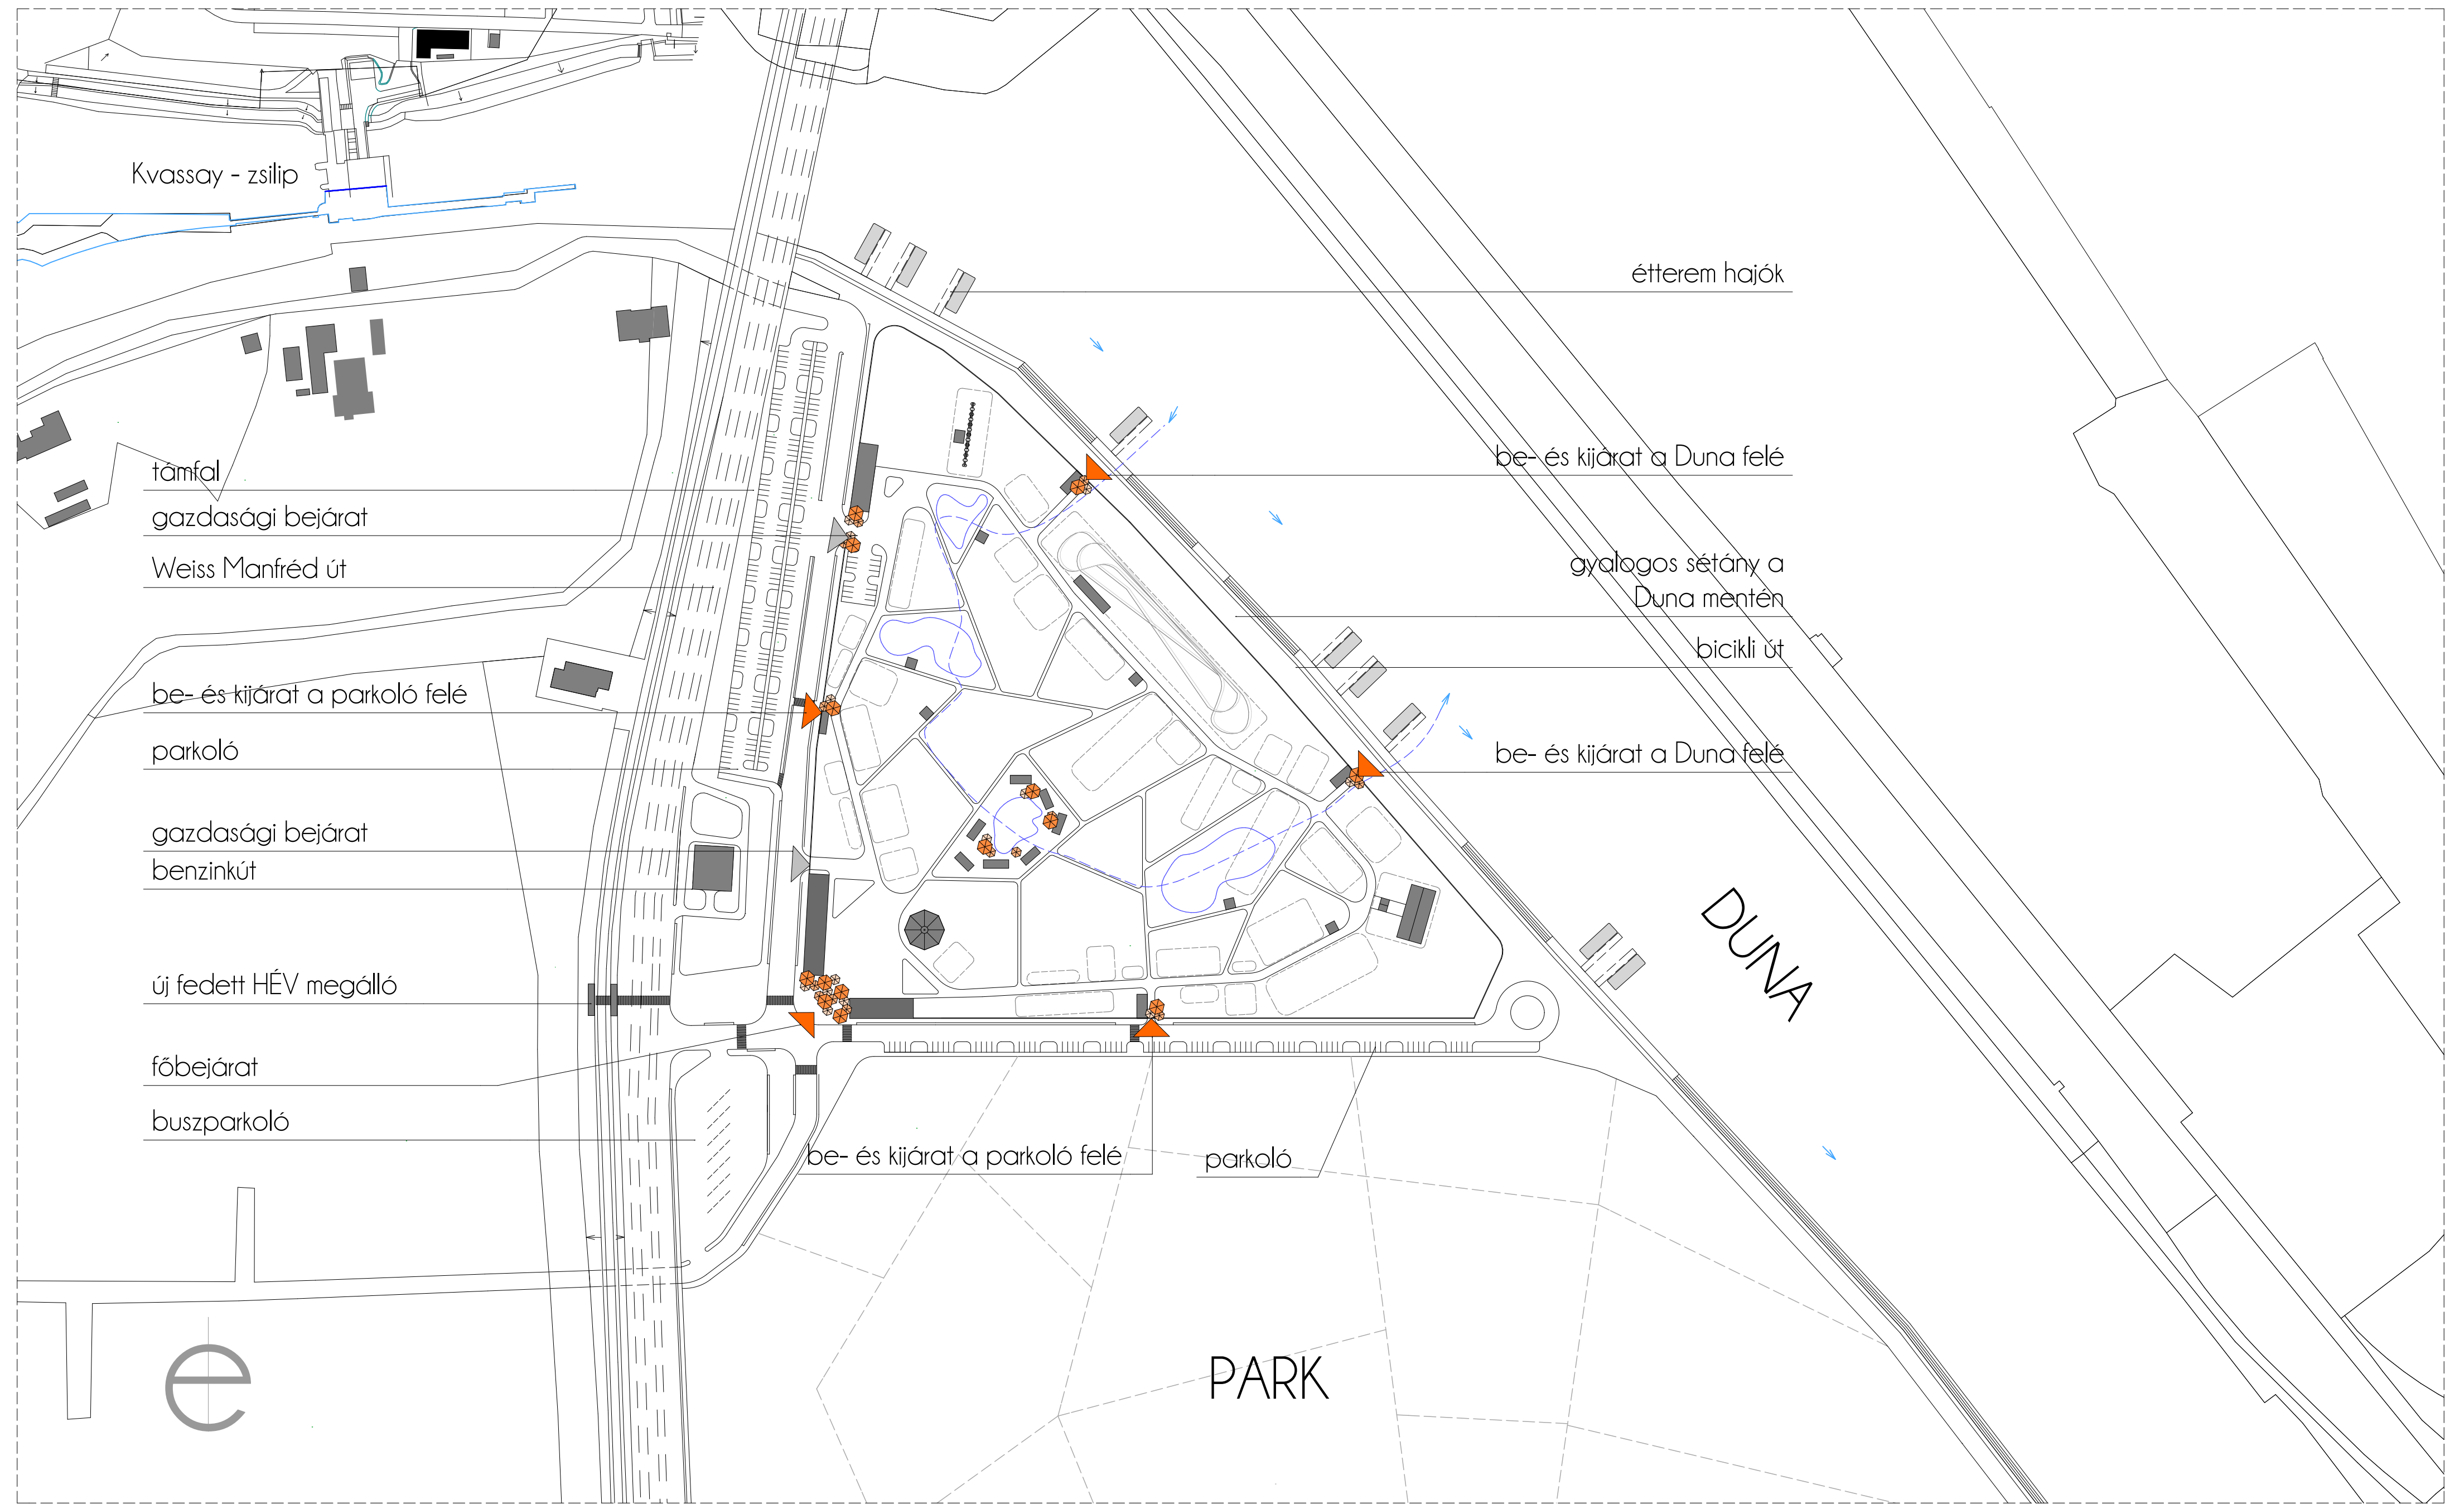 Kvassay - zsilip
étterem hajók
támfal
be- és kijárat a Duna felé
gazdasági bejárat
Weiss Manfréd út
gyalogos sétány a
Duna mentén
bicikli út
be- és kijárat a parkoló felé
parkoló
be- és kijárat a Duna felé
gazdasági bejárat
benzinkút
DUNA
új fedett HÉV megálló
főbejárat
buszparkoló
be- és kijárat a parkoló felé
parkoló
PARK
e